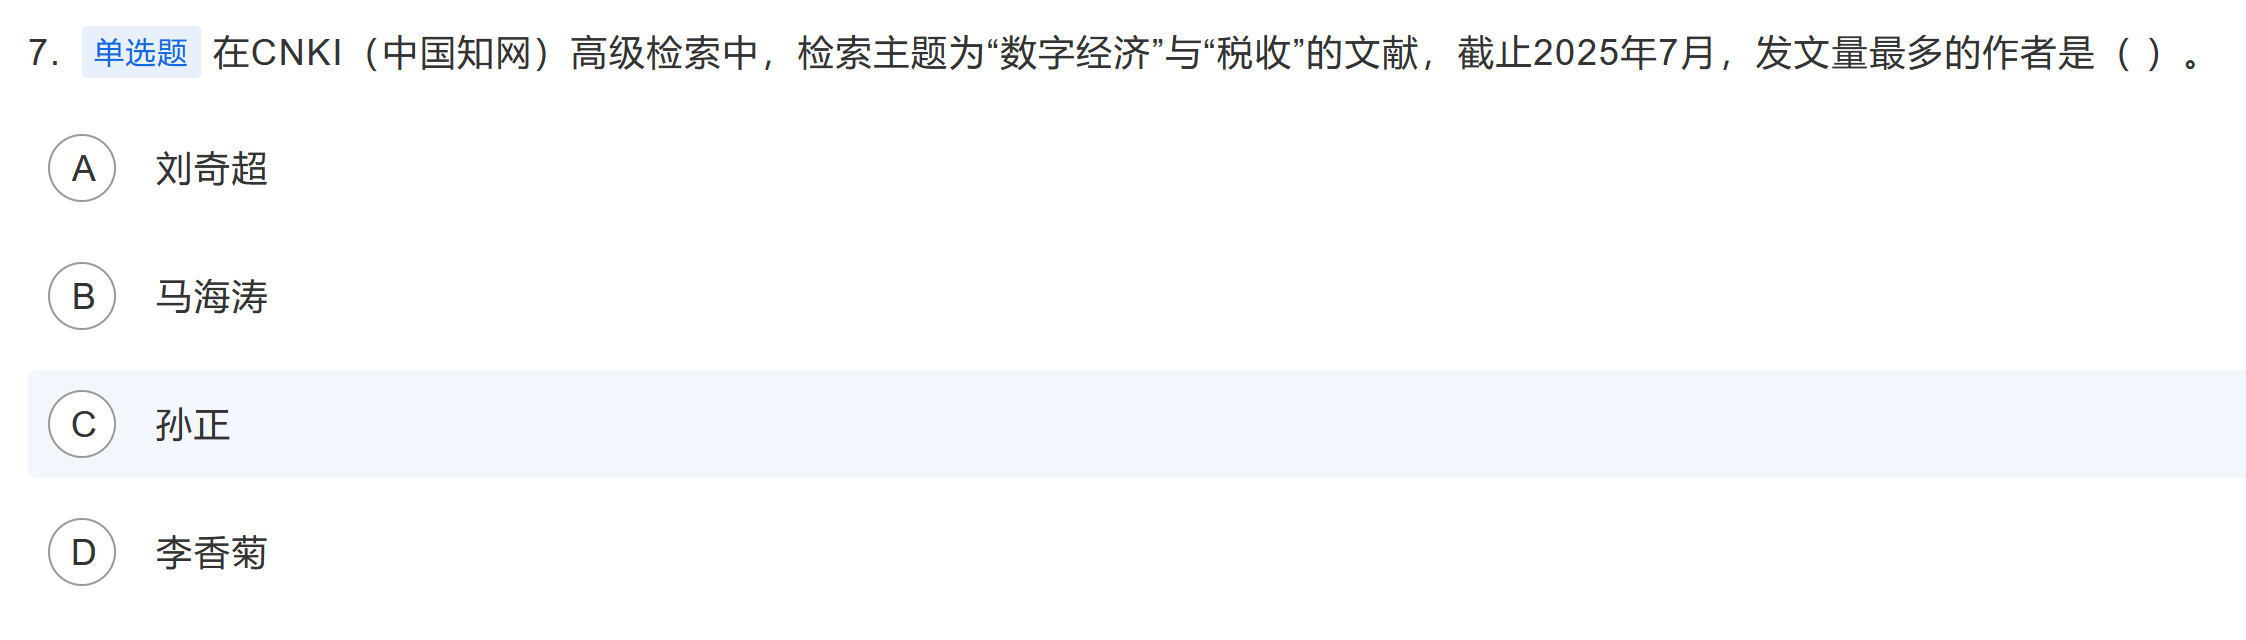 7. 单选题 在CNKI（中国知网）高级检索中，检索主题为“数字经济”与“税收”的文献，截止2025年7月，发文量最多的作者是（ ）。
A 刘奇超
B 马海涛
C 孙正
D 李香菊